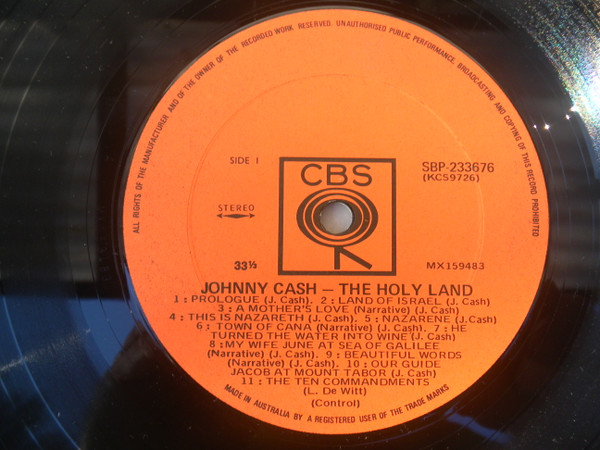 ALL RIGHTS OF THE MANUFACTURER AND OF THE OWNER OF THE RECORDED WORK RESERVED. UNAUTHORISED PUBLIC PERFORMANCE, BROADCASTING AND COPYING OF THIS RECORD PROHIBITED
SIDE 1
CBS
SBP-233676
(KCS9726)
STEREO
33⅓
MX159483
JOHNNY CASH — THE HOLY LAND
1 : PROLOGUE (J. Cash). 2 : LAND OF ISRAEL (J. Cash)
3 : A MOTHER'S LOVE (Narrative) (J. Cash)
4 : THIS IS NAZARETH (J. Cash) 5 : NAZARENE (J.Cash)
6 : TOWN OF CANA (Narrative) (J. Cash) 7 : HE
TURNED THE WATER INTO WINE (J. Cash)
8 : MY WIFE JUNE AT SEA OF GALILEE
(Narrative) (J. Cash) 9 : BEAUTIFUL WORDS
(Narrative) (J. Cash) 10 : OUR GUIDE
JACOB AT MOUNT TABOR (J. Cash)
11 : THE TEN COMMANDMENTS
(L. De Witt)
(Control)
MADE IN AUSTRALIA BY A REGISTERED USER OF THE TRADE MARKS